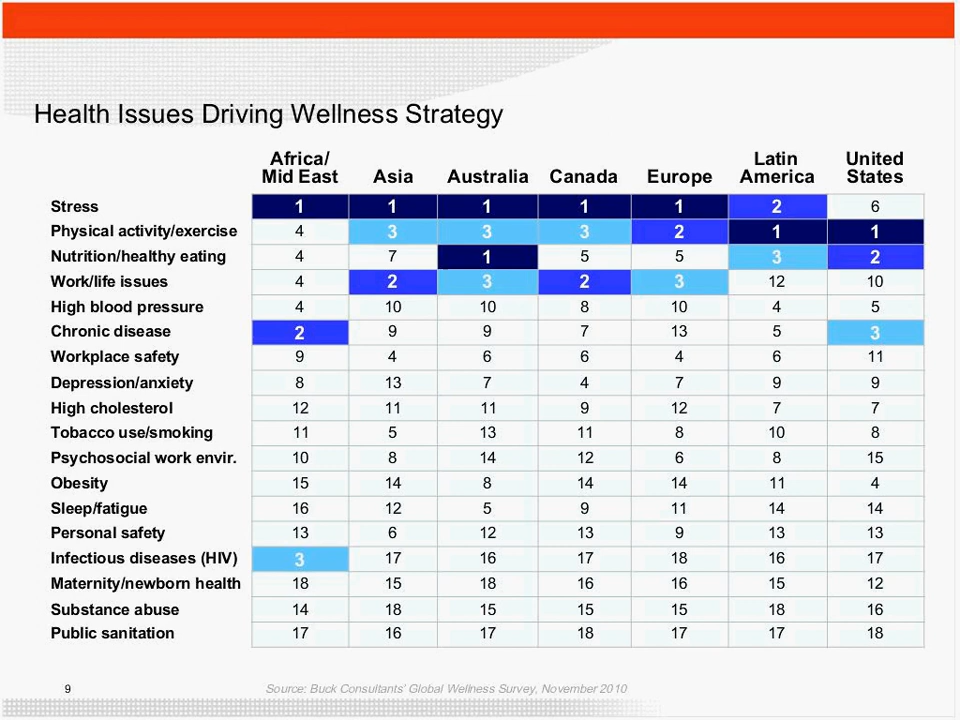 Health Issues Driving Wellness Strategy
Africa/ Mid East Asia Australia Canada Europe Latin America United States
Stress 1 1 1 1 1 2 6
Physical activity/exercise 4 3 3 3 2 1 1
Nutrition/healthy eating 4 7 1 5 5 3 2
Work/life issues 4 2 3 2 3 12 10
High blood pressure 4 10 10 8 10 4 5
Chronic disease 2 9 9 7 13 5 3
Workplace safety 9 4 6 6 4 6 11
Depression/anxiety 8 13 7 4 7 9 9
High cholesterol 12 11 11 9 12 7 7
Tobacco use/smoking 11 5 13 11 8 10 8
Psychosocial work envir. 10 8 14 12 6 8 15
Obesity 15 14 8 14 14 11 4
Sleep/fatigue 16 12 5 9 11 14 14
Personal safety 13 6 12 13 9 13 13
Infectious diseases (HIV) 3 17 16 17 18 16 17
Maternity/newborn health 18 15 18 16 16 15 12
Substance abuse 14 18 15 15 15 18 16
Public sanitation 17 16 17 18 17 17 18
9 Source: Buck Consultants' Global Wellness Survey, November 2010